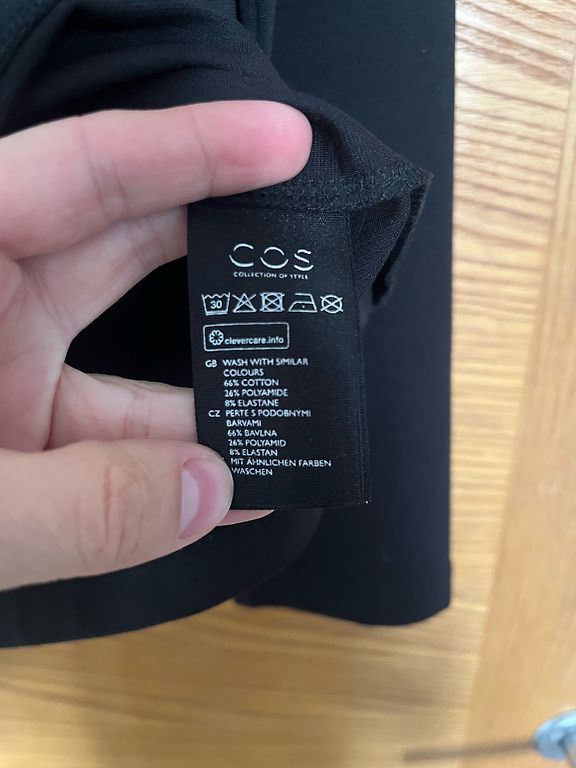 COS
COLLECTION OF STYLE
30
clevercare.info
GB WASH WITH SIMILAR
COLOURS
66% COTTON
26% POLYAMIDE
8% ELASTANE
CZ PERTE S PODOBNYMI
BARVAMI
66% BAVLNA
26% POLYAMID
8% ELASTAN
MIT ÄHNLICHEN FARBEN
WASCHEN